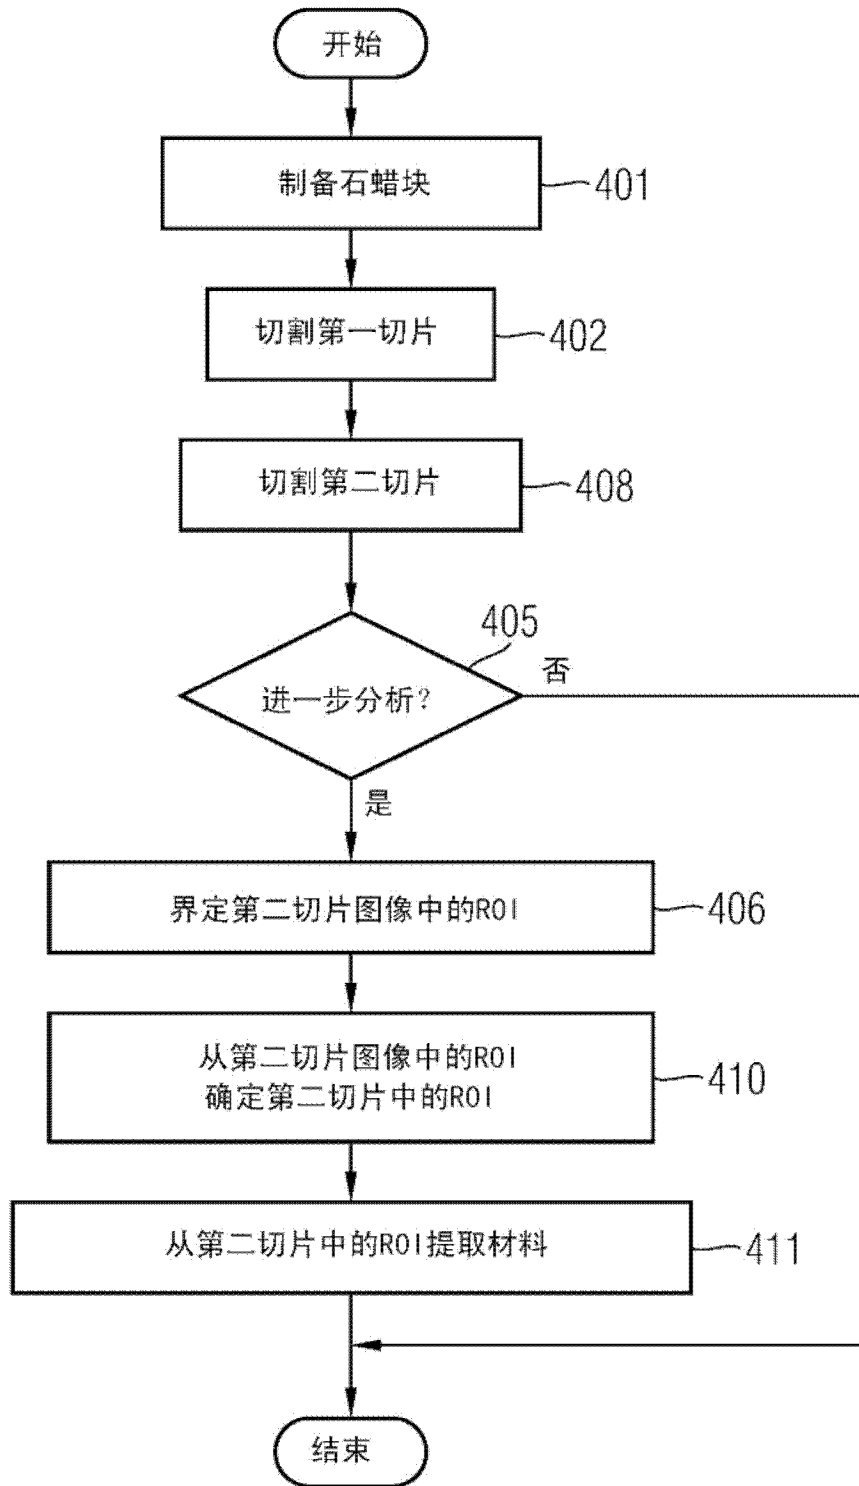 开始
制备石蜡块
401
切割第一切片
402
切割第二切片
408
405
进一步分析?
否
是
界定第二切片图像中的ROI
406
从第二切片图像中的ROI
确定第二切片中的ROI
410
从第二切片中的ROI提取材料
411
结束